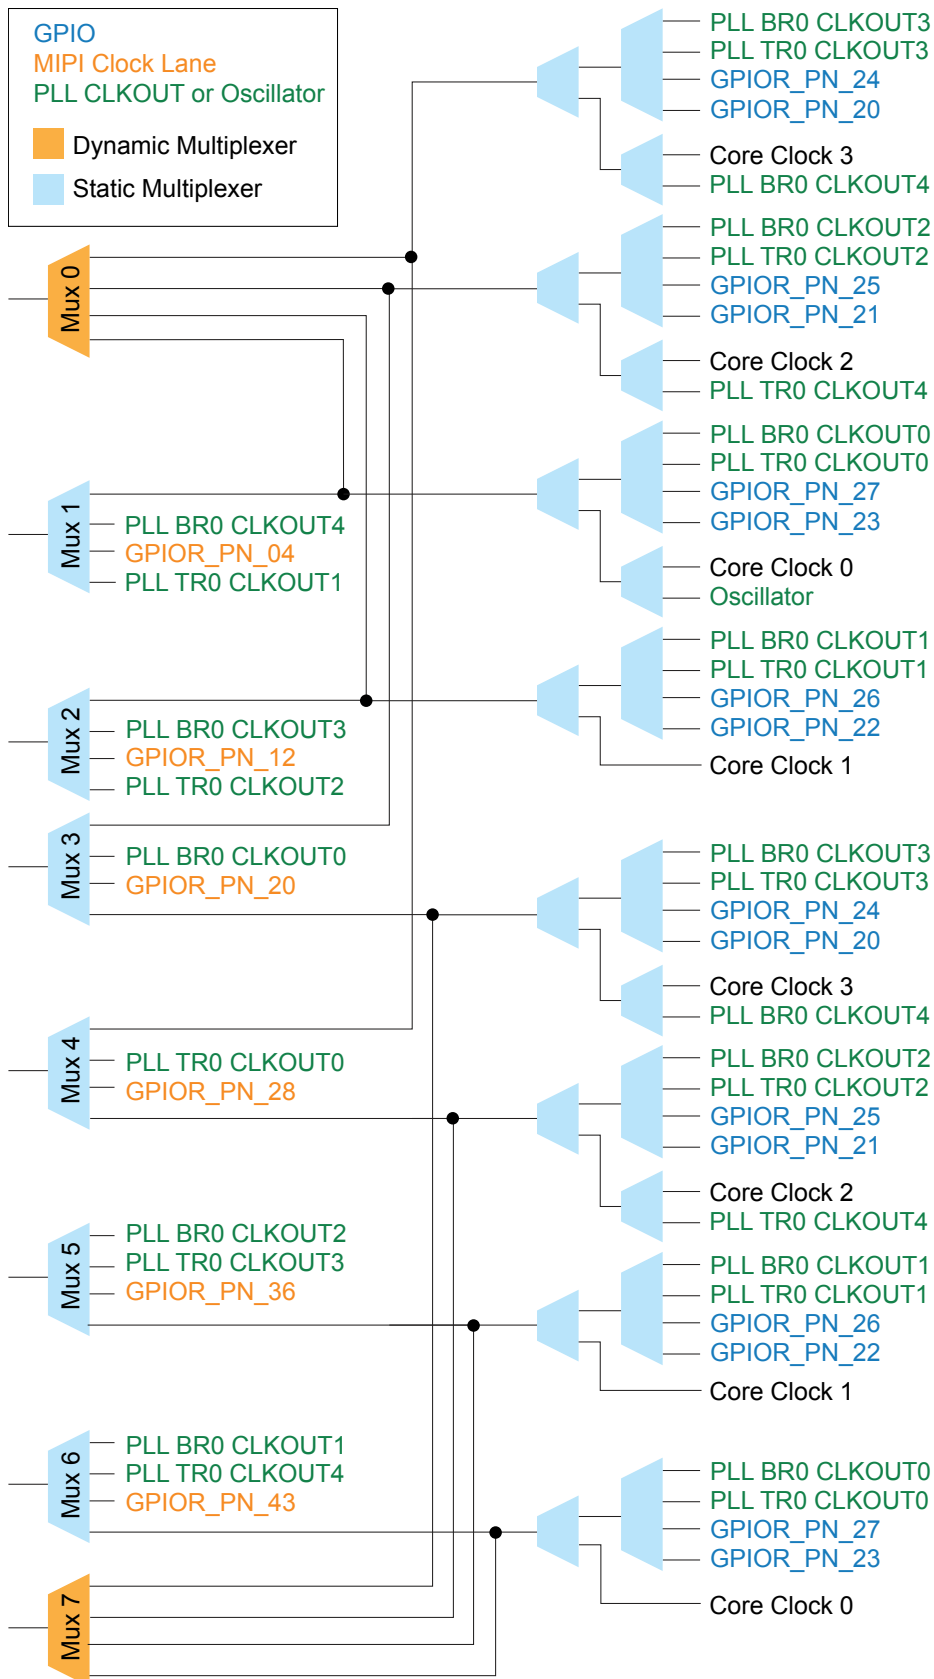 GPIO
MIPI Clock Lane
PLL CLKOUT or Oscillator
Dynamic Multiplexer
Static Multiplexer
Mux 0
Mux 1
PLL BR0 CLKOUT4
GPIOR_PN_04
PLL TR0 CLKOUT1
Mux 2
PLL BR0 CLKOUT3
GPIOR_PN_12
PLL TR0 CLKOUT2
Mux 3
PLL BR0 CLKOUT0
GPIOR_PN_20
Mux 4
PLL TR0 CLKOUT0
GPIOR_PN_28
Mux 5
PLL BR0 CLKOUT2
PLL TR0 CLKOUT3
GPIOR_PN_36
Mux 6
PLL BR0 CLKOUT1
PLL TR0 CLKOUT4
GPIOR_PN_43
Mux 7
PLL BR0 CLKOUT3
PLL TR0 CLKOUT3
GPIOR_PN_24
GPIOR_PN_20
Core Clock 3
PLL BR0 CLKOUT4
PLL BR0 CLKOUT2
PLL TR0 CLKOUT2
GPIOR_PN_25
GPIOR_PN_21
Core Clock 2
PLL TR0 CLKOUT4
PLL BR0 CLKOUT0
PLL TR0 CLKOUT0
GPIOR_PN_27
GPIOR_PN_23
Core Clock 0
Oscillator
PLL BR0 CLKOUT1
PLL TR0 CLKOUT1
GPIOR_PN_26
GPIOR_PN_22
Core Clock 1
PLL BR0 CLKOUT3
PLL TR0 CLKOUT3
GPIOR_PN_24
GPIOR_PN_20
Core Clock 3
PLL BR0 CLKOUT4
PLL BR0 CLKOUT2
PLL TR0 CLKOUT2
GPIOR_PN_25
GPIOR_PN_21
Core Clock 2
PLL TR0 CLKOUT4
PLL BR0 CLKOUT1
PLL TR0 CLKOUT1
GPIOR_PN_26
GPIOR_PN_22
Core Clock 1
PLL BR0 CLKOUT0
PLL TR0 CLKOUT0
GPIOR_PN_27
GPIOR_PN_23
Core Clock 0